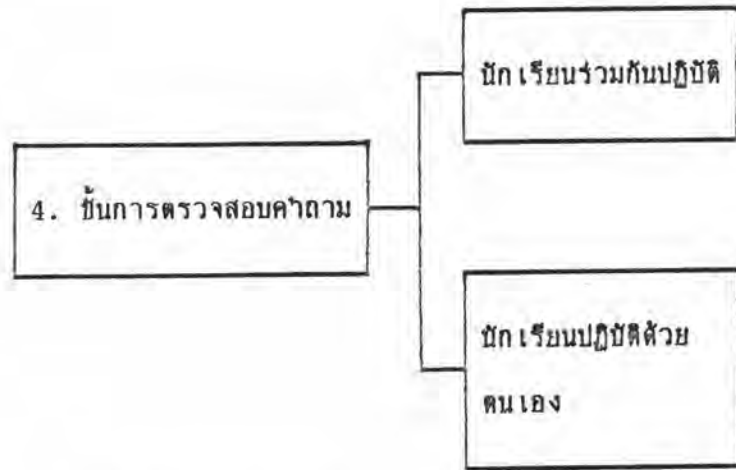 นักเรียนร่วมกันปฏิบัติ
4. ขั้นการตรวจสอบคำถาม
นักเรียนปฏิบัติด้วย
ตนเอง